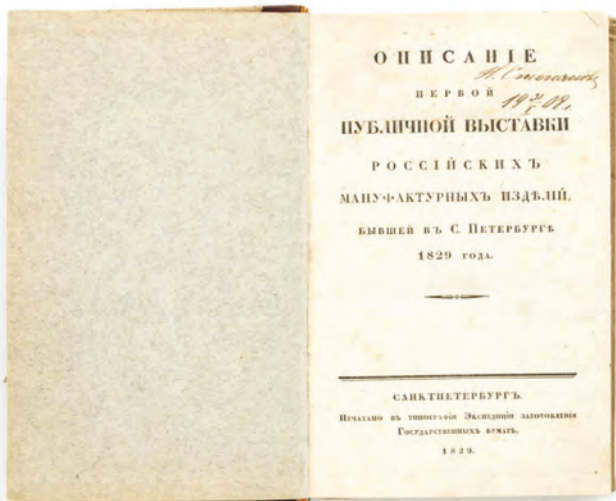 ОПИСАНІЕ
ПЕРВОЙ
ПУБЛИЧНОЙ ВЫСТАВКИ
РОССІЙСКИХЪ
МАНУФАКТУРНЫХЪ ИЗДѢЛІЙ,
БЫВШЕЙ ВЪ С. ПЕТЕРБУРГѢ
1829 ГОДА.
САНКТПЕТЕРБУРГЪ.
Печатано въ типографіи Экспедиціи заготовленія
Государственныхъ бумагъ.
1829.